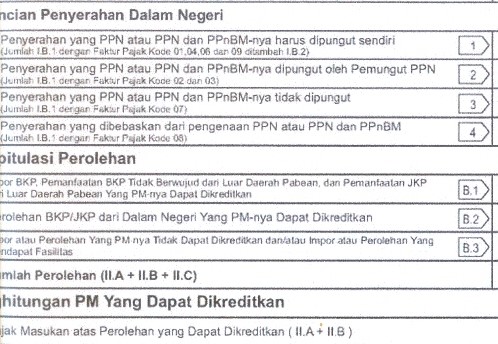 ncian Penyerahan Dalam Negeri
Penyerahan yang PPN atau PPN dan PPnBM-nya harus dipungut sendiri
(Jumlah I.B.1 dengan Faktur Pajak Kode 01,04,06 dan 09 ditambah I.B.2)
1
Penyerahan yang PPN atau PPN dan PPnBM-nya dipungut oleh Pemungut PPN
(Jumlah I.B.1 dengan Faktur Pajak Kode 02 dan 03)
2
Penyerahan yang PPN atau PPN dan PPnBM-nya tidak dipungut
(Jumlah I.B.1 dengan Faktur Pajak Kode 07)
3
Penyerahan yang dibebaskan dari pengenaan PPN atau PPN dan PPnBM
(Jumlah I.B.1 dengan Faktur Pajak Kode 08)
4
pitulasi Perolehan
por BKP, Pemanfaatan BKP Tidak Berwujud dari Luar Daerah Pabean, dan Pemanfaatan JKP
ri Luar Daerah Pabean Yang PM-nya Dapat Dikreditkan
B.1
rolehan BKP/JKP dari Dalam Negeri Yang PM-nya Dapat Dikreditkan
B.2
por atau Perolehan Yang PM-nya Tidak Dapat Dikreditkan dan/atau Impor atau Perolehan Yang
ndapat Fasilitas
B.3
mlah Perolehan (II.A + II.B + II.C)
ghitungan PM Yang Dapat Dikreditkan
jak Masukan atas Perolehan yang Dapat Dikreditkan ( II.A + II.B )